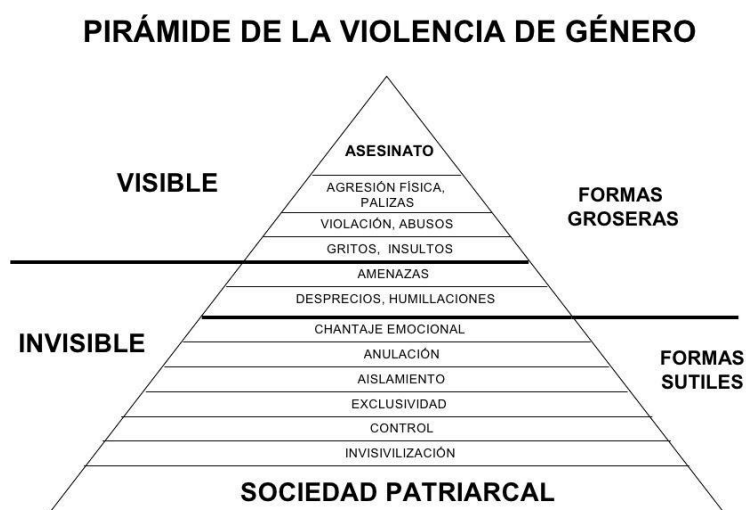 PIRÁMIDE DE LA VIOLENCIA DE GÉNERO
ASESINATO
VISIBLE
AGRESIÓN FÍSICA,
PALIZAS
FORMAS
GROSERAS
VIOLACIÓN, ABUSOS
GRITOS, INSULTOS
AMENAZAS
DESPRECIOS, HUMILLACIONES
INVISIBLE
CHANTAJE EMOCIONAL
ANULACIÓN
FORMAS
SUTILES
AISLAMIENTO
EXCLUSIVIDAD
CONTROL
INVISIVILIZACIÓN
SOCIEDAD PATRIARCAL